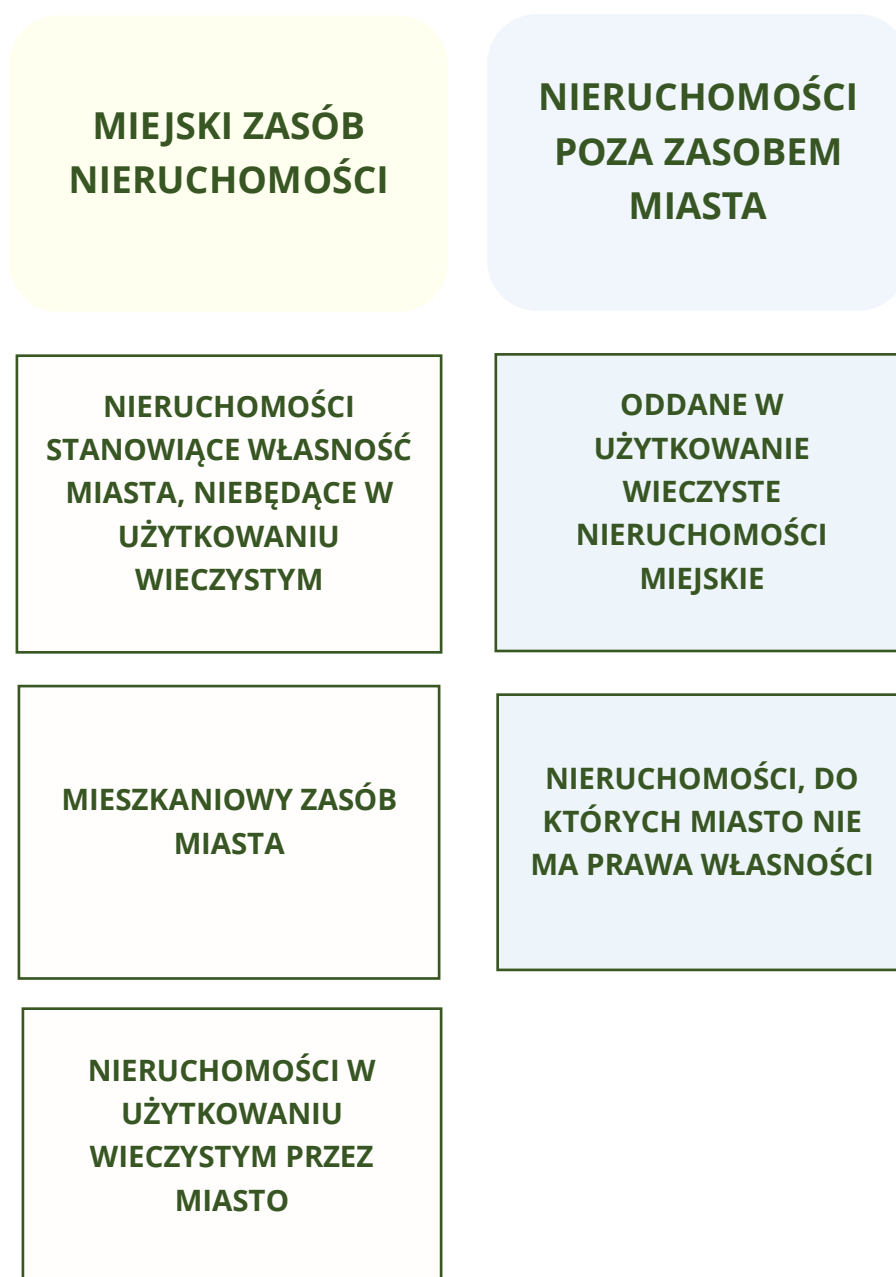 MIEJSKI ZASÓB
NIERUCHOMOŚCI
NIERUCHOMOŚCI
POZA ZASOBEM
MIASTA
NIERUCHOMOŚCI
STANOWIĄCE WŁASNOŚĆ
MIASTA, NIEBĘDĄCE W
UŻYTKOWANIU
WIECZYSTYM
ODDANE W
UŻYTKOWANIE
WIECZYSTE
NIERUCHOMOŚCI
MIEJSKIE
MIESZKANIOWY ZASÓB
MIASTA
NIERUCHOMOŚCI, DO
KTÓRYCH MIASTO NIE
MA PRAWA WŁASNOŚCI
NIERUCHOMOŚCI W
UŻYTKOWANIU
WIECZYSTYM PRZEZ
MIASTO